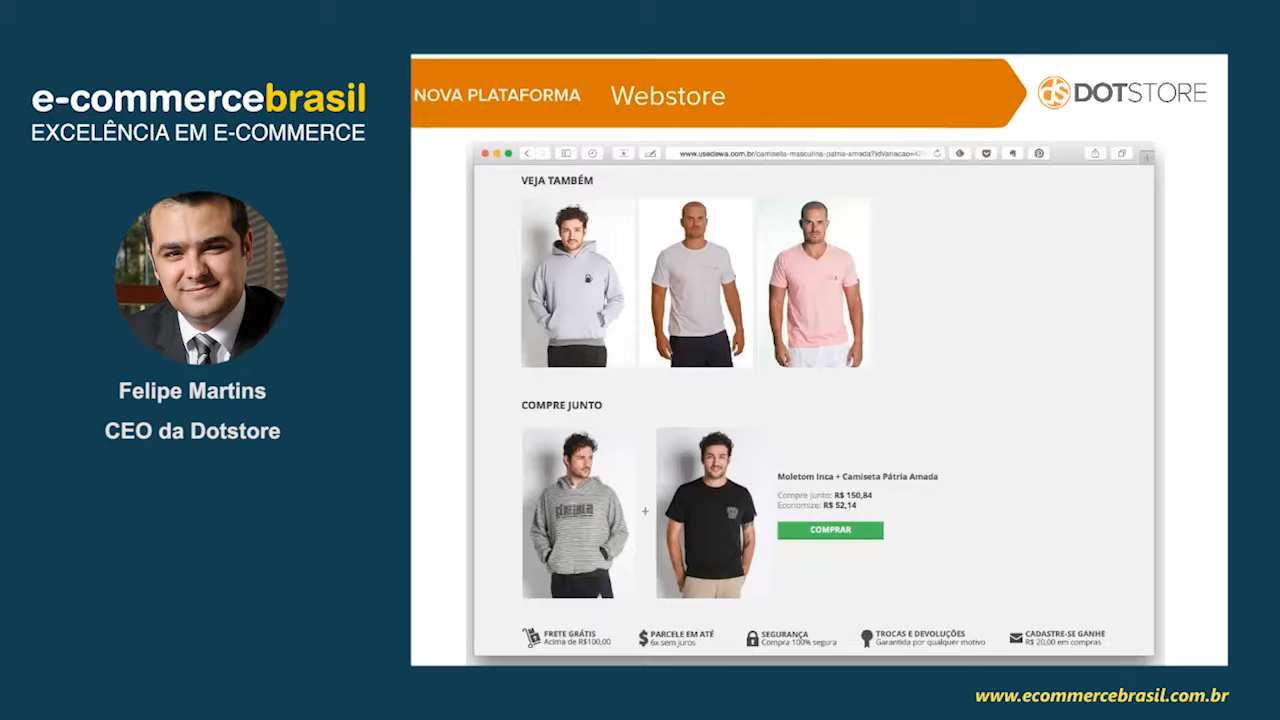 e-commercebrasil
EXCELÊNCIA EM E-COMMERCE
Felipe Martins
CEO da Dotstore
NOVA PLATAFORMA Webstore
DOTSTORE
VEJA TAMBÉM
COMPRE JUNTO
+
Moletom Inca + Camiseta Pátria Amada
Compre junto: R$ 150,84
Economize: R$ 52,14
COMPRAR
FRETE GRÁTIS
Acima de R$100,00
PARCELE EM ATÉ
6x sem juros
SEGURANÇA
Compra 100% segura
TROCAS E DEVOLUÇÕES
Garantida por qualquer motivo
CADASTRE-SE GANHE
R$ 20,00 em compras
www.ecommercebrasil.com.br